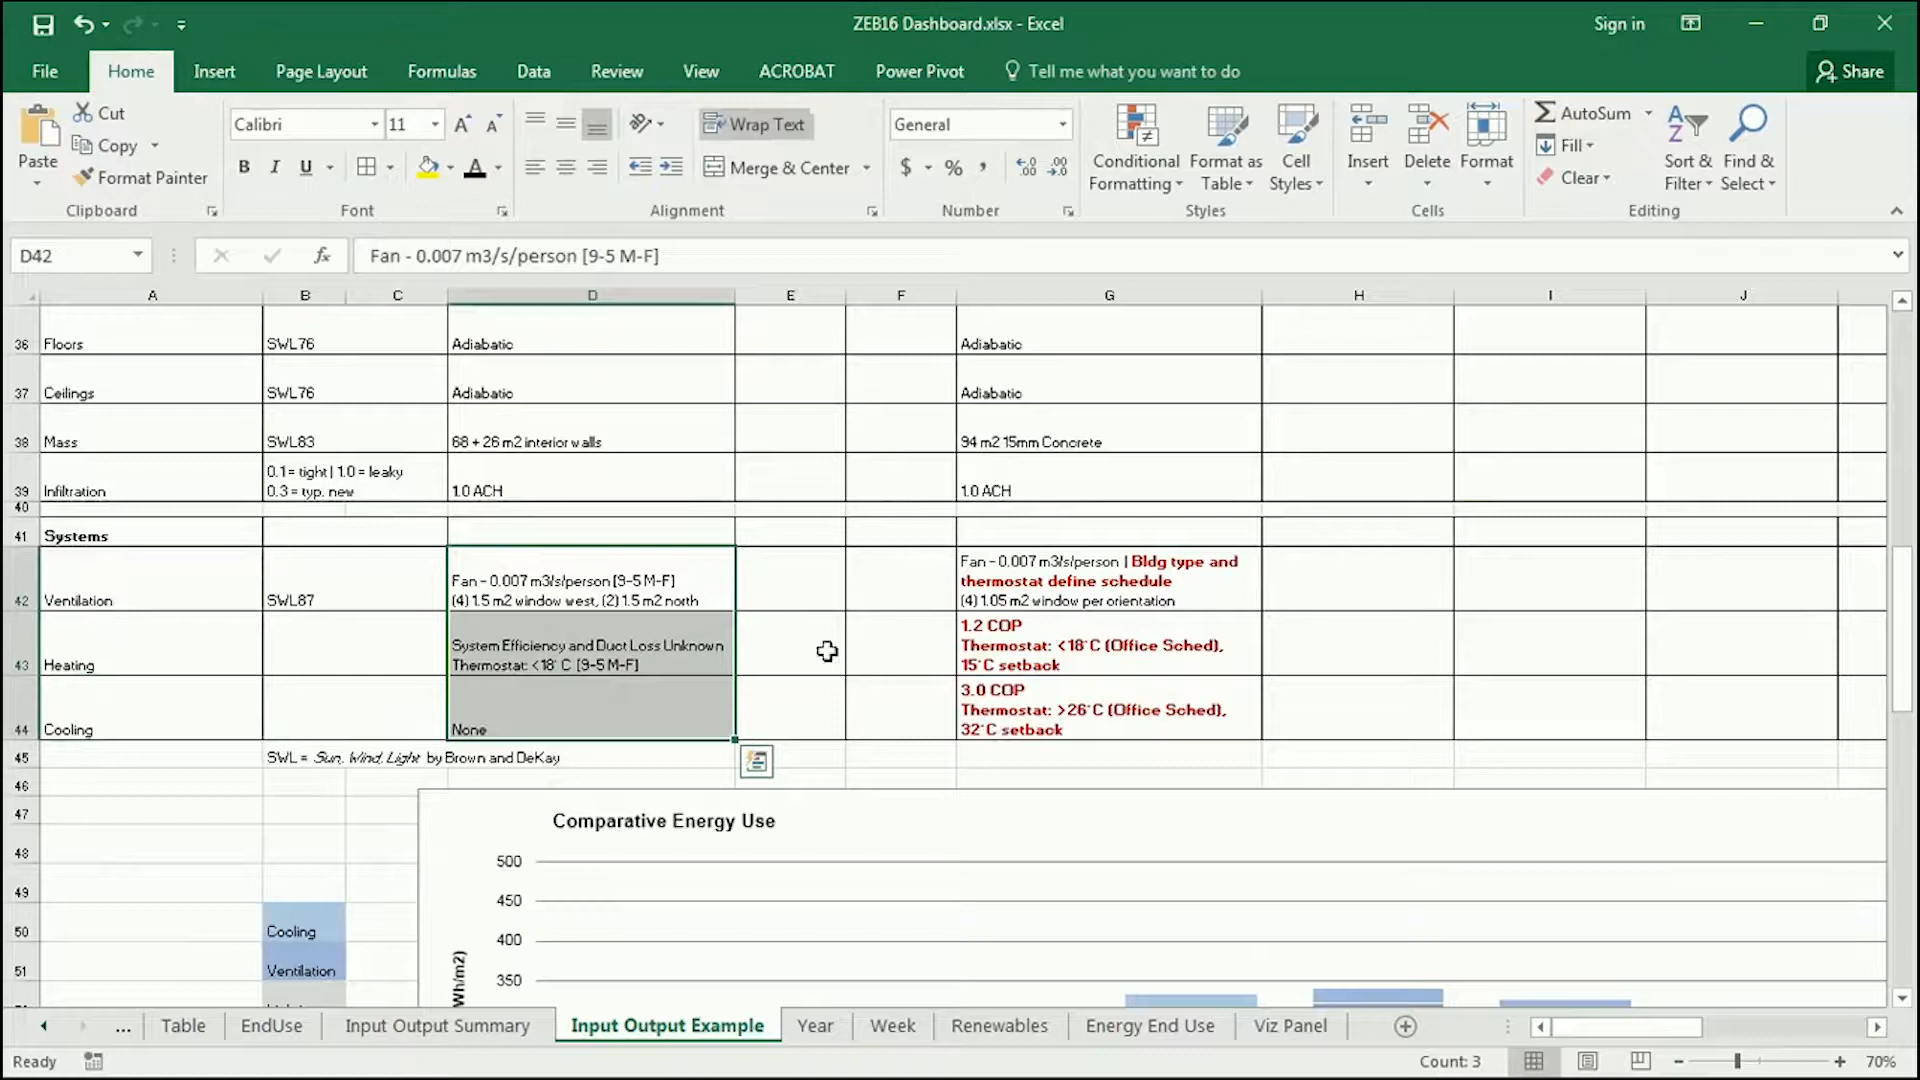 ZEB16 Dashboard.xlsx - Excel
Sign in
File Home Insert Page Layout Formulas Data Review View ACROBAT Power Pivot Tell me what you want to do
Share
Paste
Cut
Copy
Format Painter
Clipboard
Calibri 11
B I U
Font
Wrap Text
Merge & Center
Alignment
General
$ % ,
Number
Conditional
Formatting
Format as
Table
Cell
Styles
Styles
Insert Delete Format
Cells
AutoSum
Fill
Clear
Sort &
Filter
Find &
Select
Editing
D42
fx
Fan - 0.007 m3/s/person [9-5 M-F]
A B C D E F G H I J
36 Floors SWL76 Adiabatic Adiabatic
37 Ceilings SWL76 Adiabatic Adiabatic
38 Mass SWL83 68 + 26 m2 interior walls 94 m2 15mm Concrete
0.1 = tight | 1.0 = leaky
39 Infiltration 0.3 = typ. new 1.0 ACH 1.0 ACH
40
41 Systems
Fan - 0.007 m3/s/person | Bldg type and
Fan - 0.007 m3/s/person [9-5 M-F] thermostat define schedule
42 Ventilation SWL87 (4) 1.5 m2 window west, (2) 1.5 m2 north (4) 1.05 m2 window per orientation
1.2 COP
System Efficiency and Duct Loss Unknown Thermostat: <18°C (Office Sched),
43 Heating Thermostat: <18° C [9-5 M-F] 15°C setback
3.0 COP
Thermostat: >26°C (Office Sched),
44 Cooling None 32°C setback
45 SWL = Sun, Wind, Light by Brown and DeKay
46
47
48
49
50 Cooling
51 Ventilation
Comparative Energy Use
500
450
400
350
Wh/m2)
... Table EndUse Input Output Summary Input Output Example Year Week Renewables Energy End Use Viz Panel
Ready
Count: 3
70%